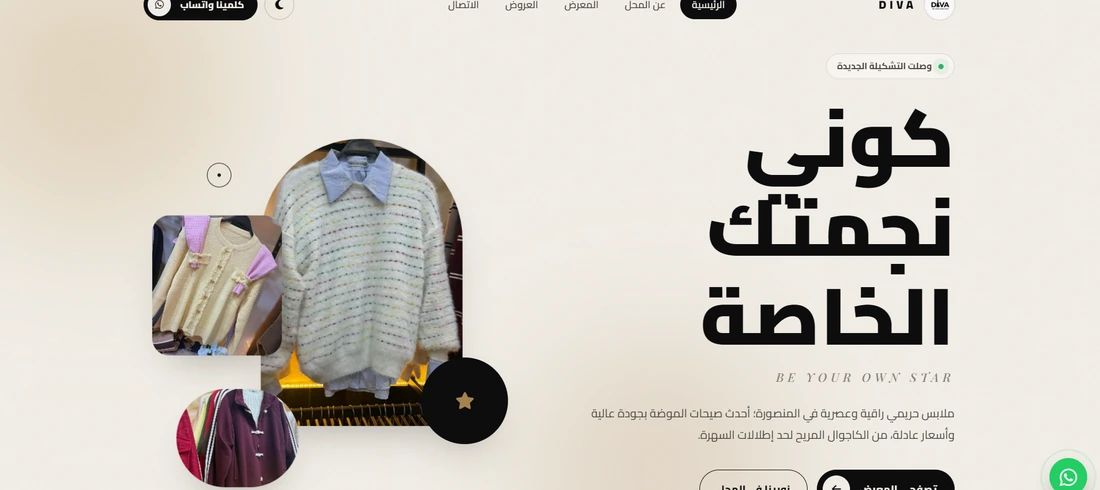 DIVA
DIVA
الرئيسية
عن المحل
المعرض
العروض
الاتصال
كلمينا واتساب
وصلت التشكيلة الجديدة
كوني
نجمتك
الخاصة
BE YOUR OWN STAR
ملابس حريمي راقية وعصرية في المنصورة؛ أحدث صيحات الموضة بجودة عالية
وأسعار عادلة، من الكاجوال المريح لحد إطلالات السهرة.